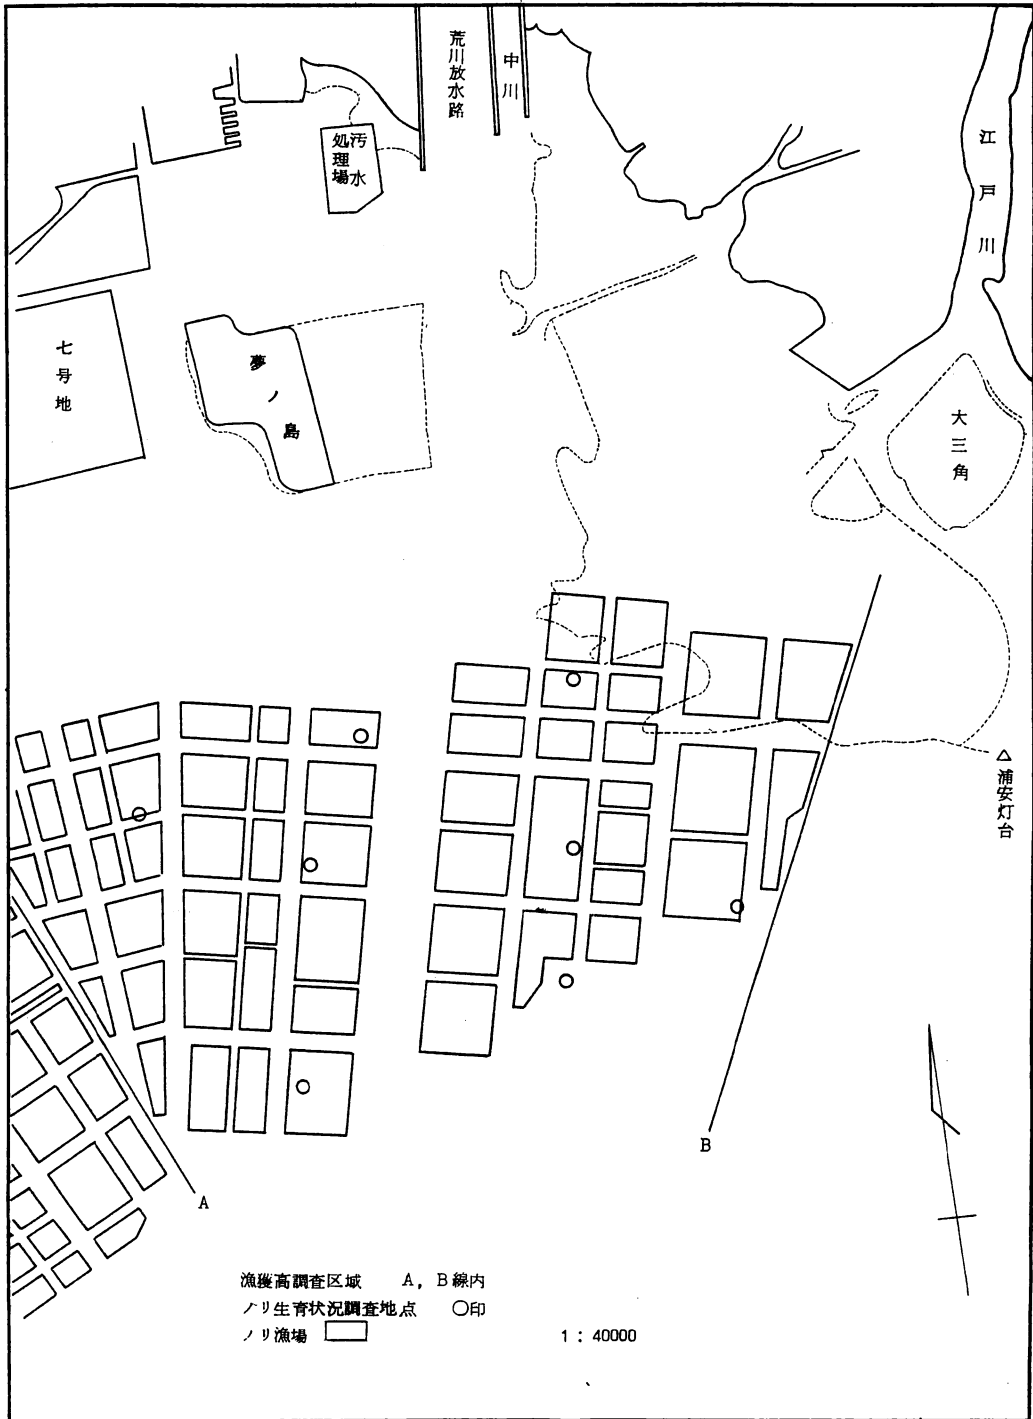 荒川放水路
中川
江戸川
汚水
処理場
七号地
夢ノ島
大三角
浦安灯台
A
B
漁獲高調査区域 A, B線内
ノリ生育状況調査地点 〇印
ノリ漁場
1 : 40000